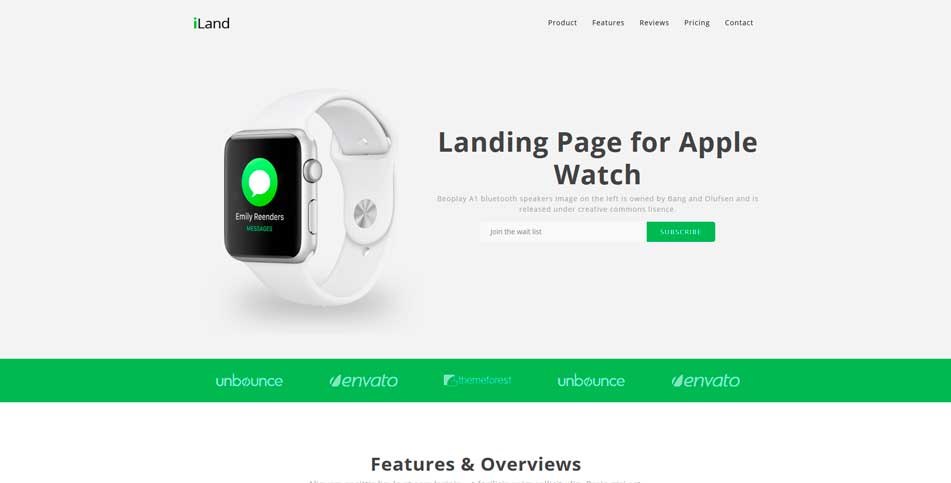 iLand
Product Features Reviews Pricing Contact
Landing Page for Apple
Watch
Beoplay A1 bluetooth speakers image on the left is owned by Bang and Olufsen and is
released under creative commons lisence.
Join the wait list
SUBSCRIBE
Emily Reenders
MESSAGES
unbounce envato themeforest unbounce envato
Features & Overviews